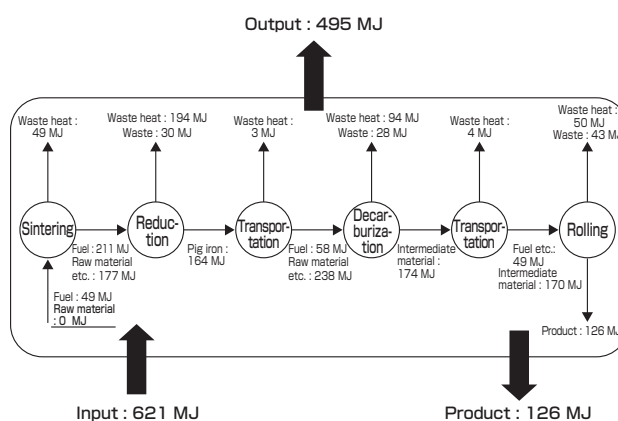 Output : 495 MJ
Waste heat :
49 MJ
Waste heat : 194 MJ
Waste : 30 MJ
Waste heat :
3 MJ
Waste heat : 94 MJ
Waste : 28 MJ
Waste heat :
4 MJ
Waste heat :
50 MJ
Waste : 43 MJ
Sintering
Reduc-
tion
Transpor-
tation
Decar-
burization
Transpor-
tation
Rolling
Fuel : 211 MJ
Raw material
etc. : 177 MJ
Pig iron :
164 MJ
Fuel : 58 MJ
Raw material
etc. : 238 MJ
Intermediate
material :
174 MJ
Fuel etc.:
49 MJ
Intermediate
material : 170 MJ
Fuel : 49 MJ
Raw material
: 0 MJ
Product : 126 MJ
Input : 621 MJ
Product : 126 MJ